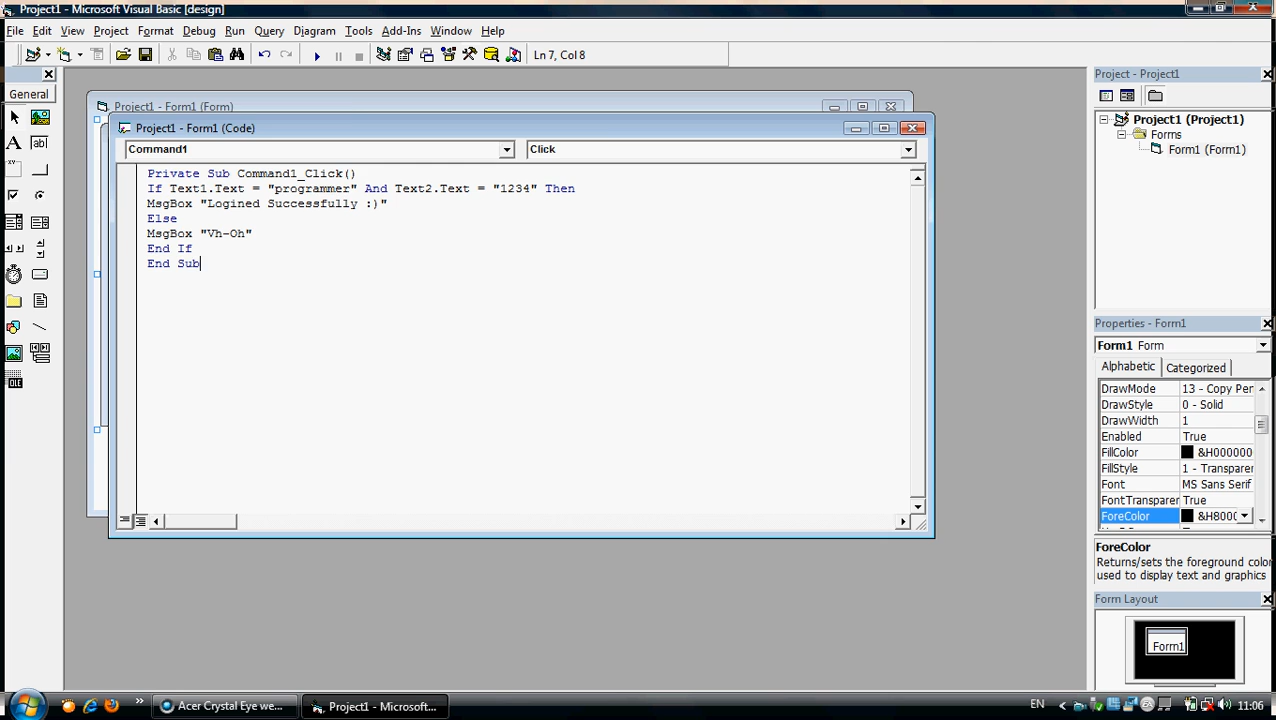 Project1 - Microsoft Visual Basic [design]
File Edit View Project Format Debug Run Query Diagram Tools Add-Ins Window Help
Ln 7, Col 8
General
Project1 - Form1 (Form)
Project1 - Form1 (Code)
Command1 Click
Private Sub Command1_Click()
If Text1.Text = "programmer" And Text2.Text = "1234" Then
MsgBox "Logined Successfully :)"
Else
MsgBox "Vh-Oh"
End If
End Sub
Project - Project1
Project1 (Project1)
Forms
Form1 (Form1)
Properties - Form1
Form1 Form
Alphabetic Categorized
DrawMode 13 - Copy Per
DrawStyle 0 - Solid
DrawWidth 1
Enabled True
FillColor &H000000
FillStyle 1 - Transparer
Font MS Sans Serif
FontTransparer True
ForeColor &H8000
ForeColor
Returns/sets the foreground color
used to display text and graphics
Form Layout
Form1
Acer Crystal Eye we...
Project1 - Microsoft...
EN
11:06